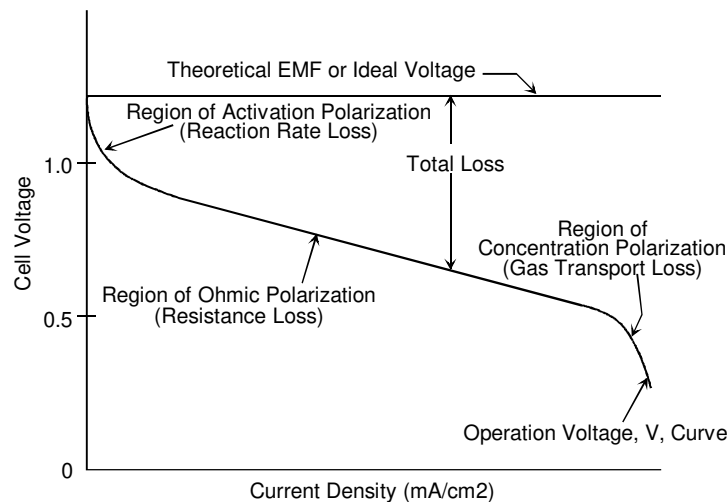 Theoretical EMF or Ideal Voltage
Region of Activation Polarization
(Reaction Rate Loss)
1.0
Total Loss
Cell Voltage
Region of
Concentration Polarization
(Gas Transport Loss)
Region of Ohmic Polarization
(Resistance Loss)
0.5
Operation Voltage, V, Curve
0
Current Density (mA/cm2)